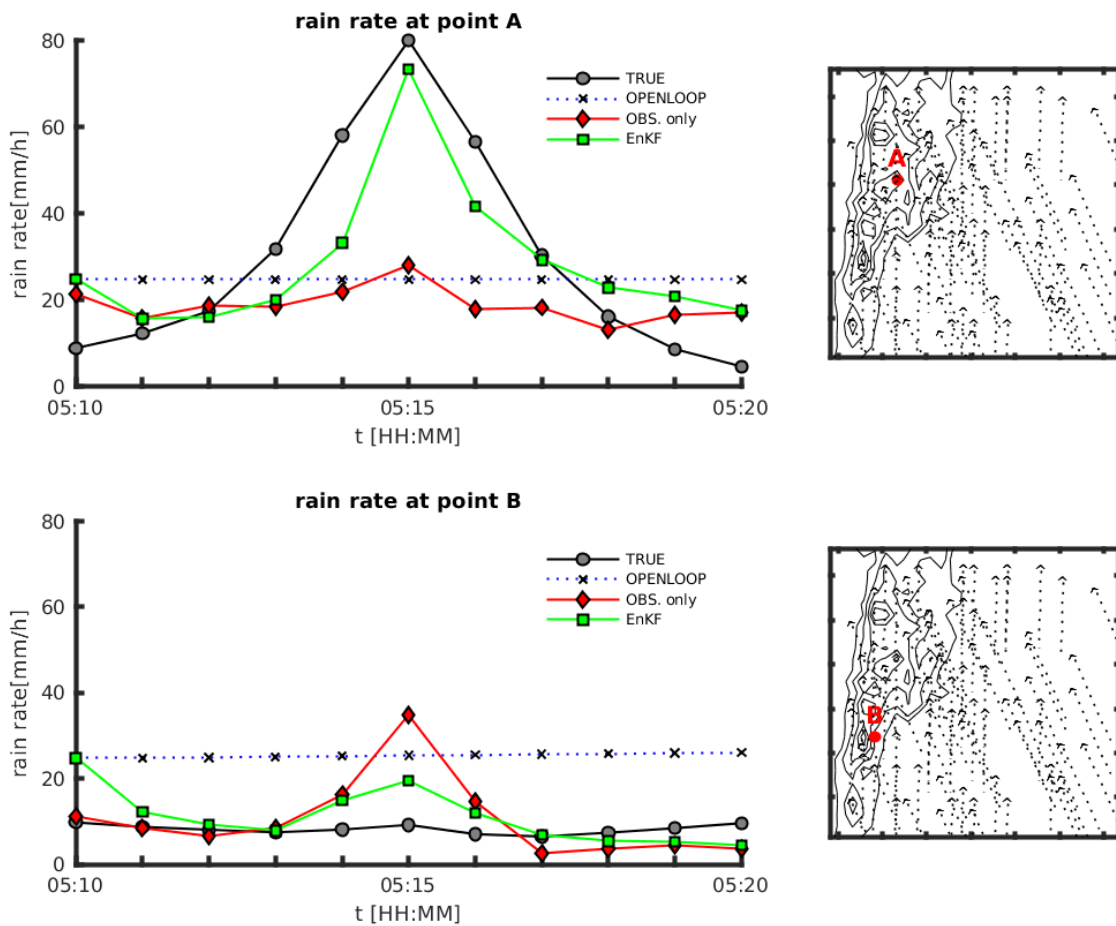 rain rate at point A
80
60
40
20
0
rain rate[mm/h]
TRUE
OPENLOOP
OBS. only
EnKF
05:10
05:15
05:20
t [HH:MM]
A
rain rate at point B
80
60
40
20
0
rain rate[mm/h]
TRUE
OPENLOOP
OBS. only
EnKF
05:10
05:15
05:20
t [HH:MM]
B